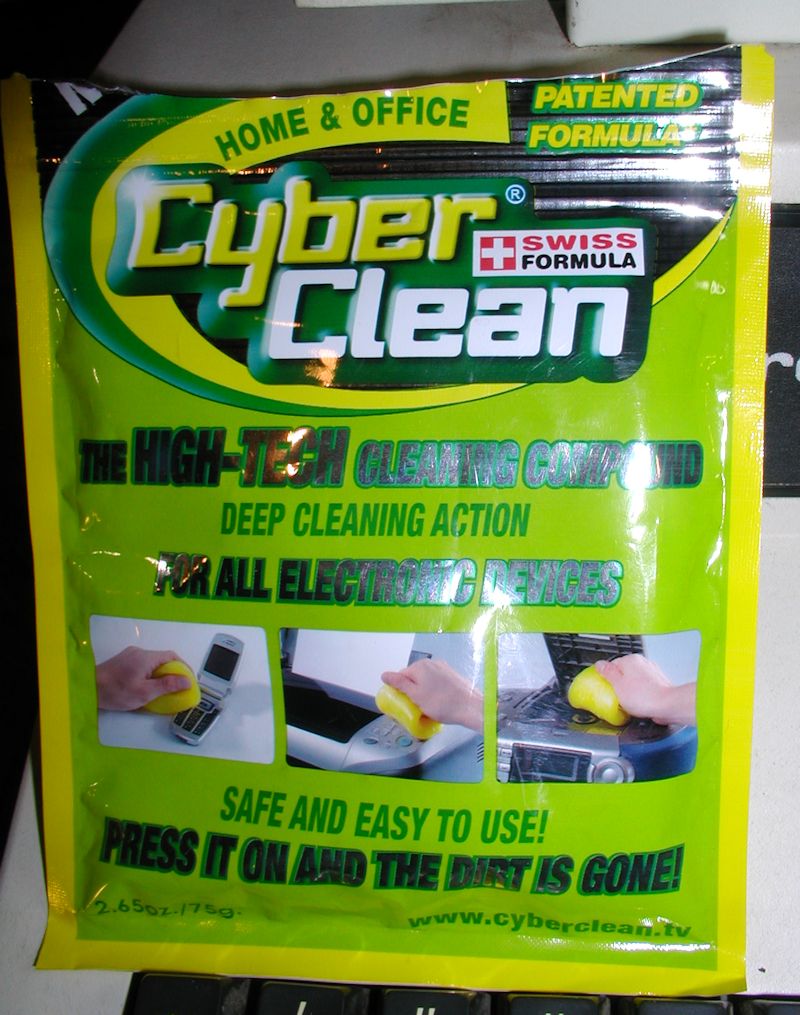 HOME & OFFICE
PATENTED
FORMULA
Cyber®
Clean
SWISS
FORMULA
THE HIGH-TECH CLEANING COMPOUND
DEEP CLEANING ACTION
FOR ALL ELECTRONIC DEVICES
SAFE AND EASY TO USE!
PRESS IT ON AND THE DIRT IS GONE!
2.65oz./75g.
www.cyberclean.tv